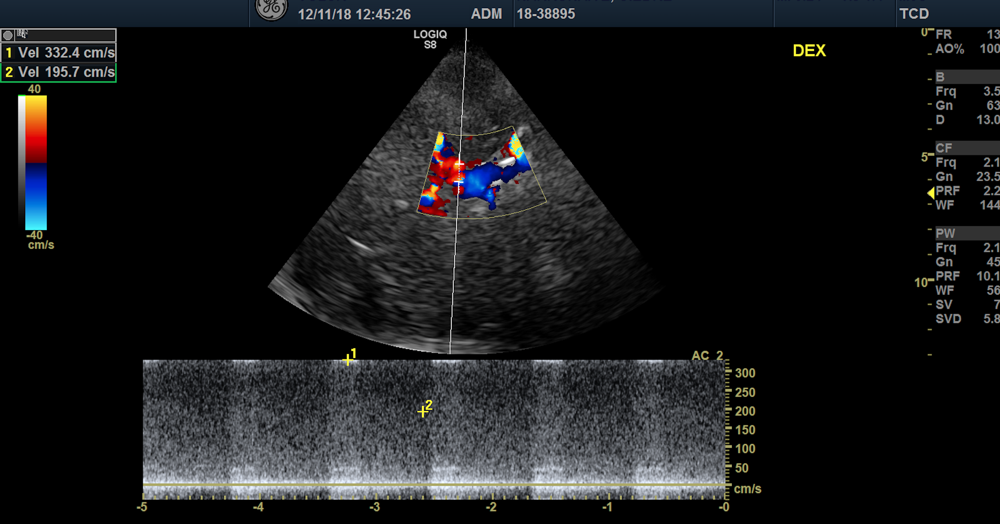 GE
12/11/18 12:45:26
ADM
18-38895
TCD
1 Vel 332.4 cm/s
2 Vel 195.7 cm/s
40
-40
cm/s
LOGIQ
S8
DEX
0
5
10
FR 13
AO% 100
B
Frq 3.5
Gn 63
D 13.0
CF
Frq 2.1
Gn 23.5
PRF 2.2
WF 144
PW
Frq 2.1
Gn 45
PRF 10.1
WF 56
SV 7
SVD 5.8
1
2
AC 2
300
250
200
150
100
50
cm/s
-5 -4 -3 -2 -1 -0